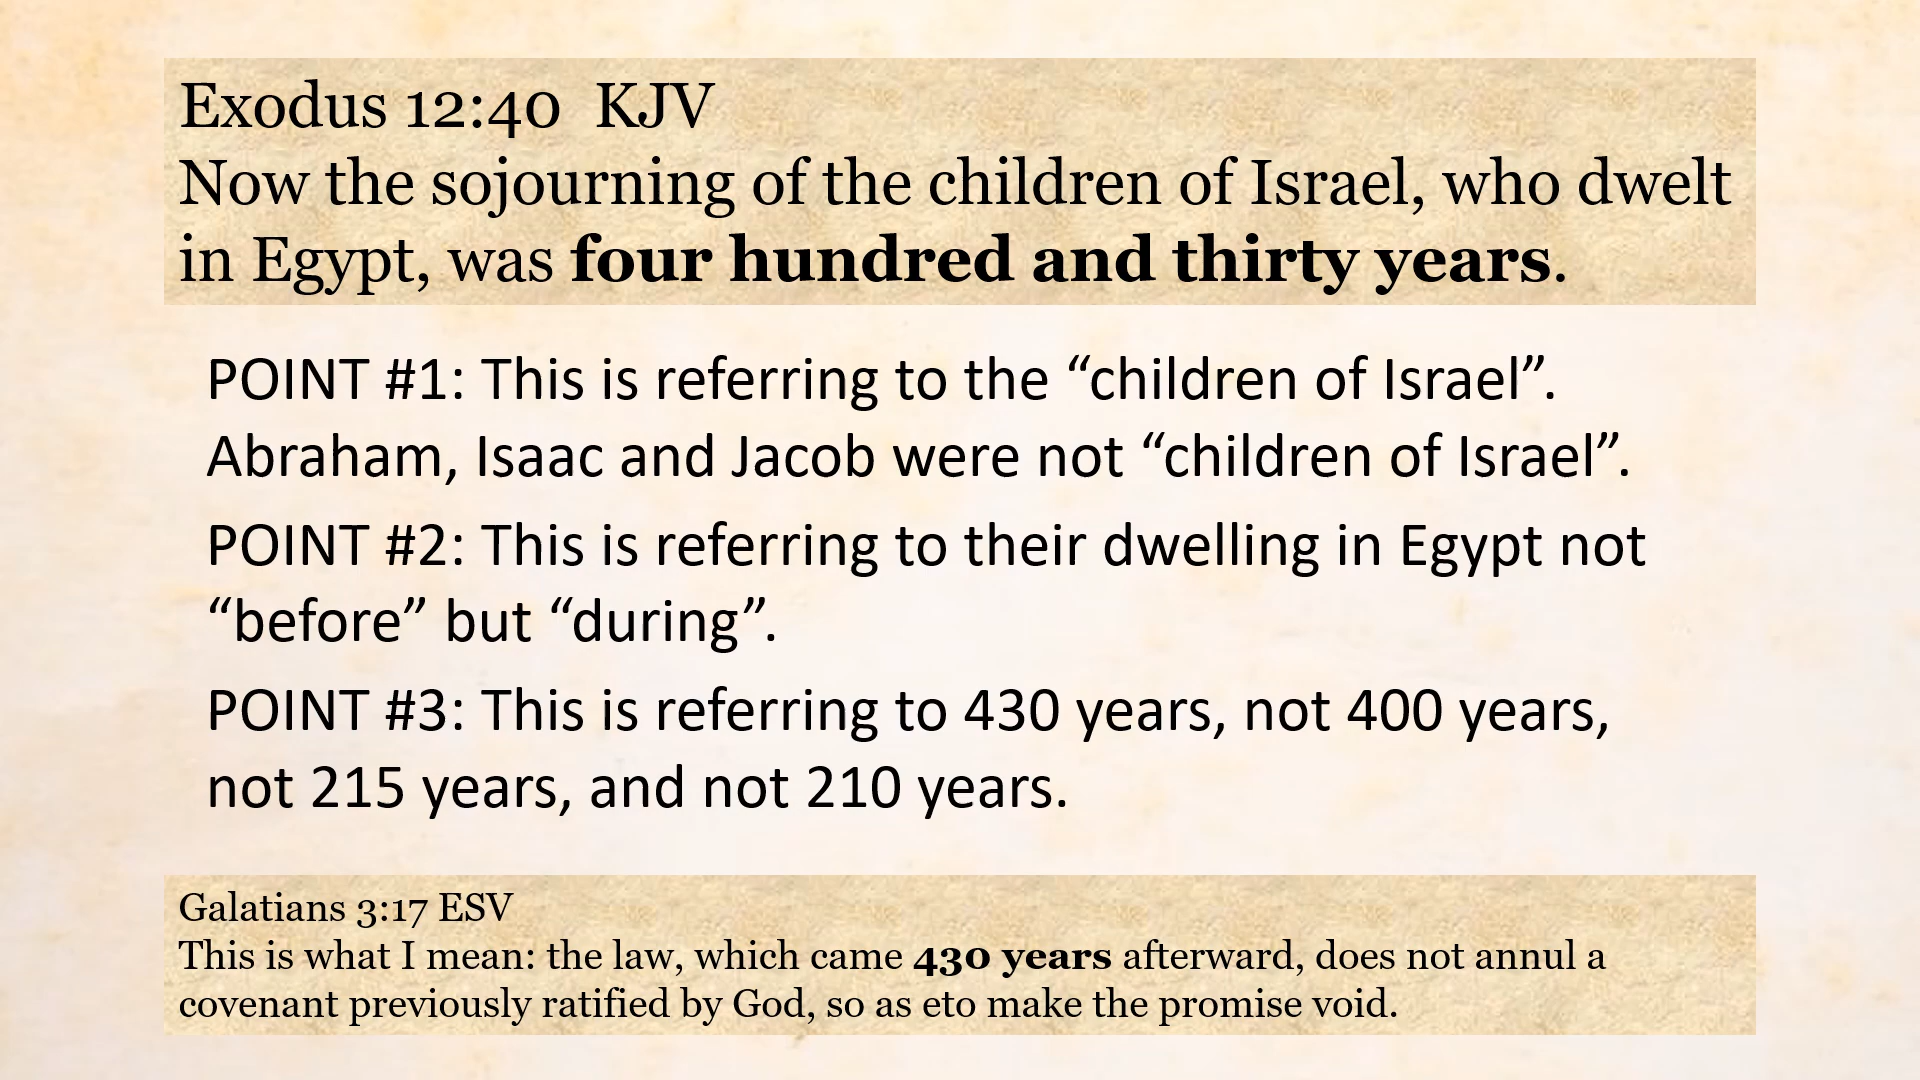 Exodus 12:40  KJV
Now the sojourning of the children of Israel, who dwelt
in Egypt, was four hundred and thirty years.
POINT #1: This is referring to the “children of Israel”.
Abraham, Isaac and Jacob were not “children of Israel”.
POINT #2: This is referring to their dwelling in Egypt not
“before” but “during”.
POINT #3: This is referring to 430 years, not 400 years,
not 215 years, and not 210 years.
Galatians 3:17 ESV
This is what I mean: the law, which came 430 years afterward, does not annul a
covenant previously ratified by God, so as eto make the promise void.